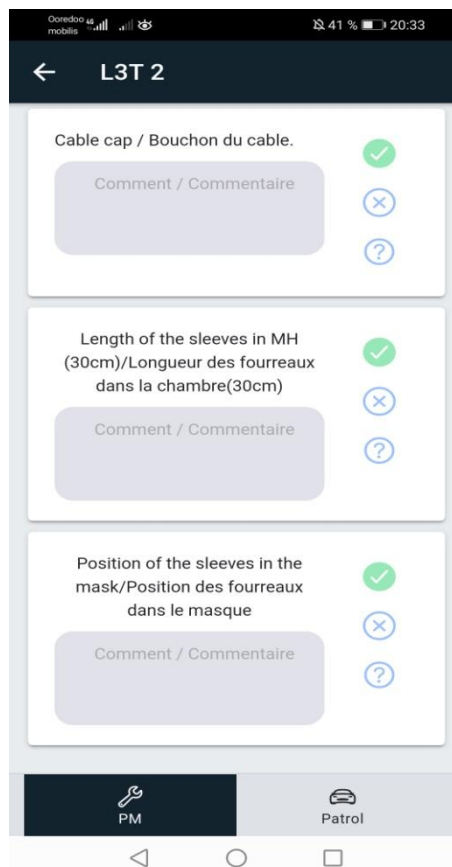 Ooredoo 4G
mobilis
41 % 20:33
L3T 2
Cable cap / Bouchon du cable.
Comment / Commentaire
Length of the sleeves in MH
(30cm)/Longueur des fourreaux
dans la chambre(30cm)
Comment / Commentaire
Position of the sleeves in the
mask/Position des fourreaux
dans le masque
Comment / Commentaire
PM
Patrol